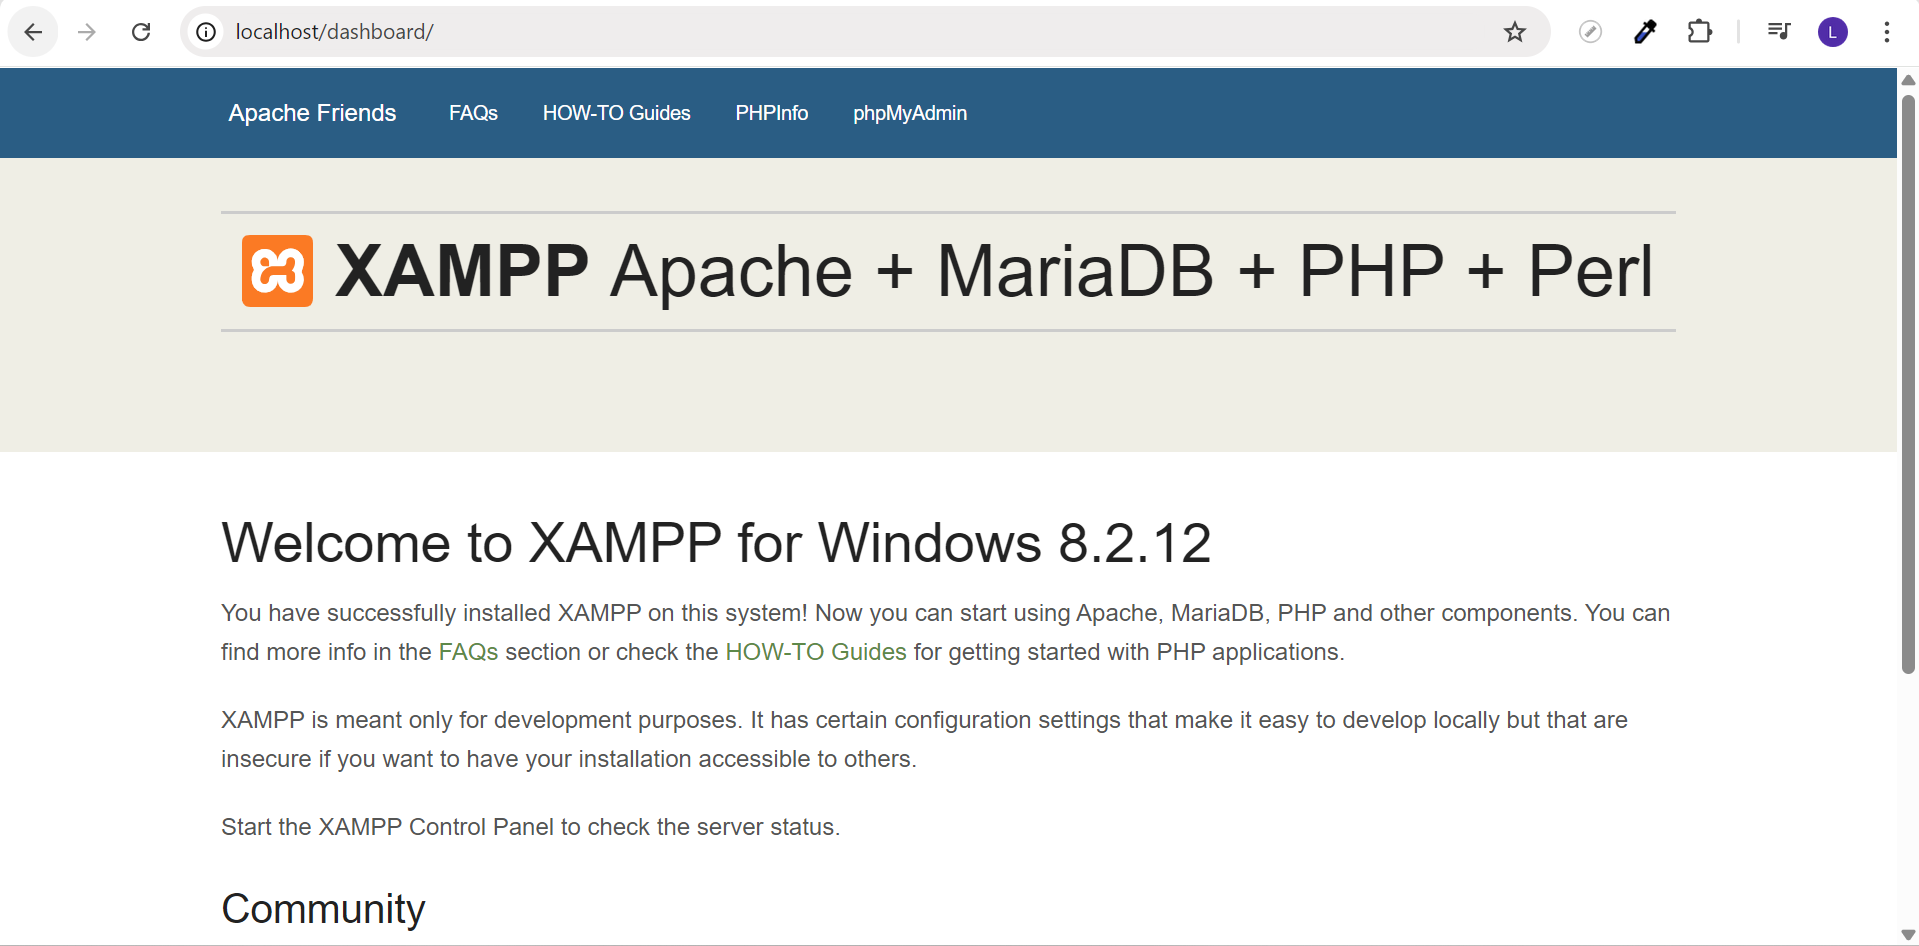 localhost/dashboard/
L
Apache Friends FAQs HOW-TO Guides PHPInfo phpMyAdmin
XAMPP Apache + MariaDB + PHP + Perl
Welcome to XAMPP for Windows 8.2.12
You have successfully installed XAMPP on this system! Now you can start using Apache, MariaDB, PHP and other components. You can
find more info in the FAQs section or check the HOW-TO Guides for getting started with PHP applications.
XAMPP is meant only for development purposes. It has certain configuration settings that make it easy to develop locally but that are
insecure if you want to have your installation accessible to others.
Start the XAMPP Control Panel to check the server status.
Community